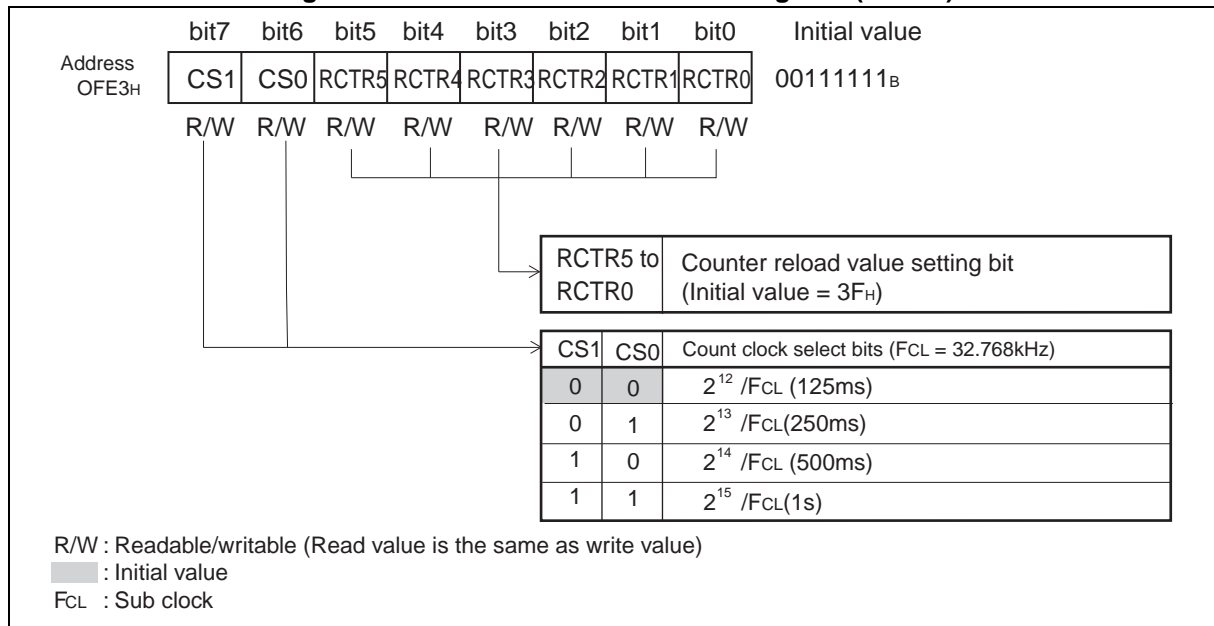 bit7 bit6 bit5 bit4 bit3 bit2 bit1 bit0 Initial value
Address
OFE3H CS1 CS0 RCTR5 RCTR4 RCTR3 RCTR2 RCTR1 RCTR0 00111111B
R/W R/W R/W R/W R/W R/W R/W R/W
RCTR5 to RCTR0 Counter reload value setting bit
(Initial value = 3FH)
CS1 CS0 Count clock select bits (FCL = 32.768kHz)
0 0 2^12 /FCL (125ms)
0 1 2^13 /FCL(250ms)
1 0 2^14 /FCL (500ms)
1 1 2^15 /FCL(1s)
R/W : Readable/writable (Read value is the same as write value)
: Initial value
FCL : Sub clock